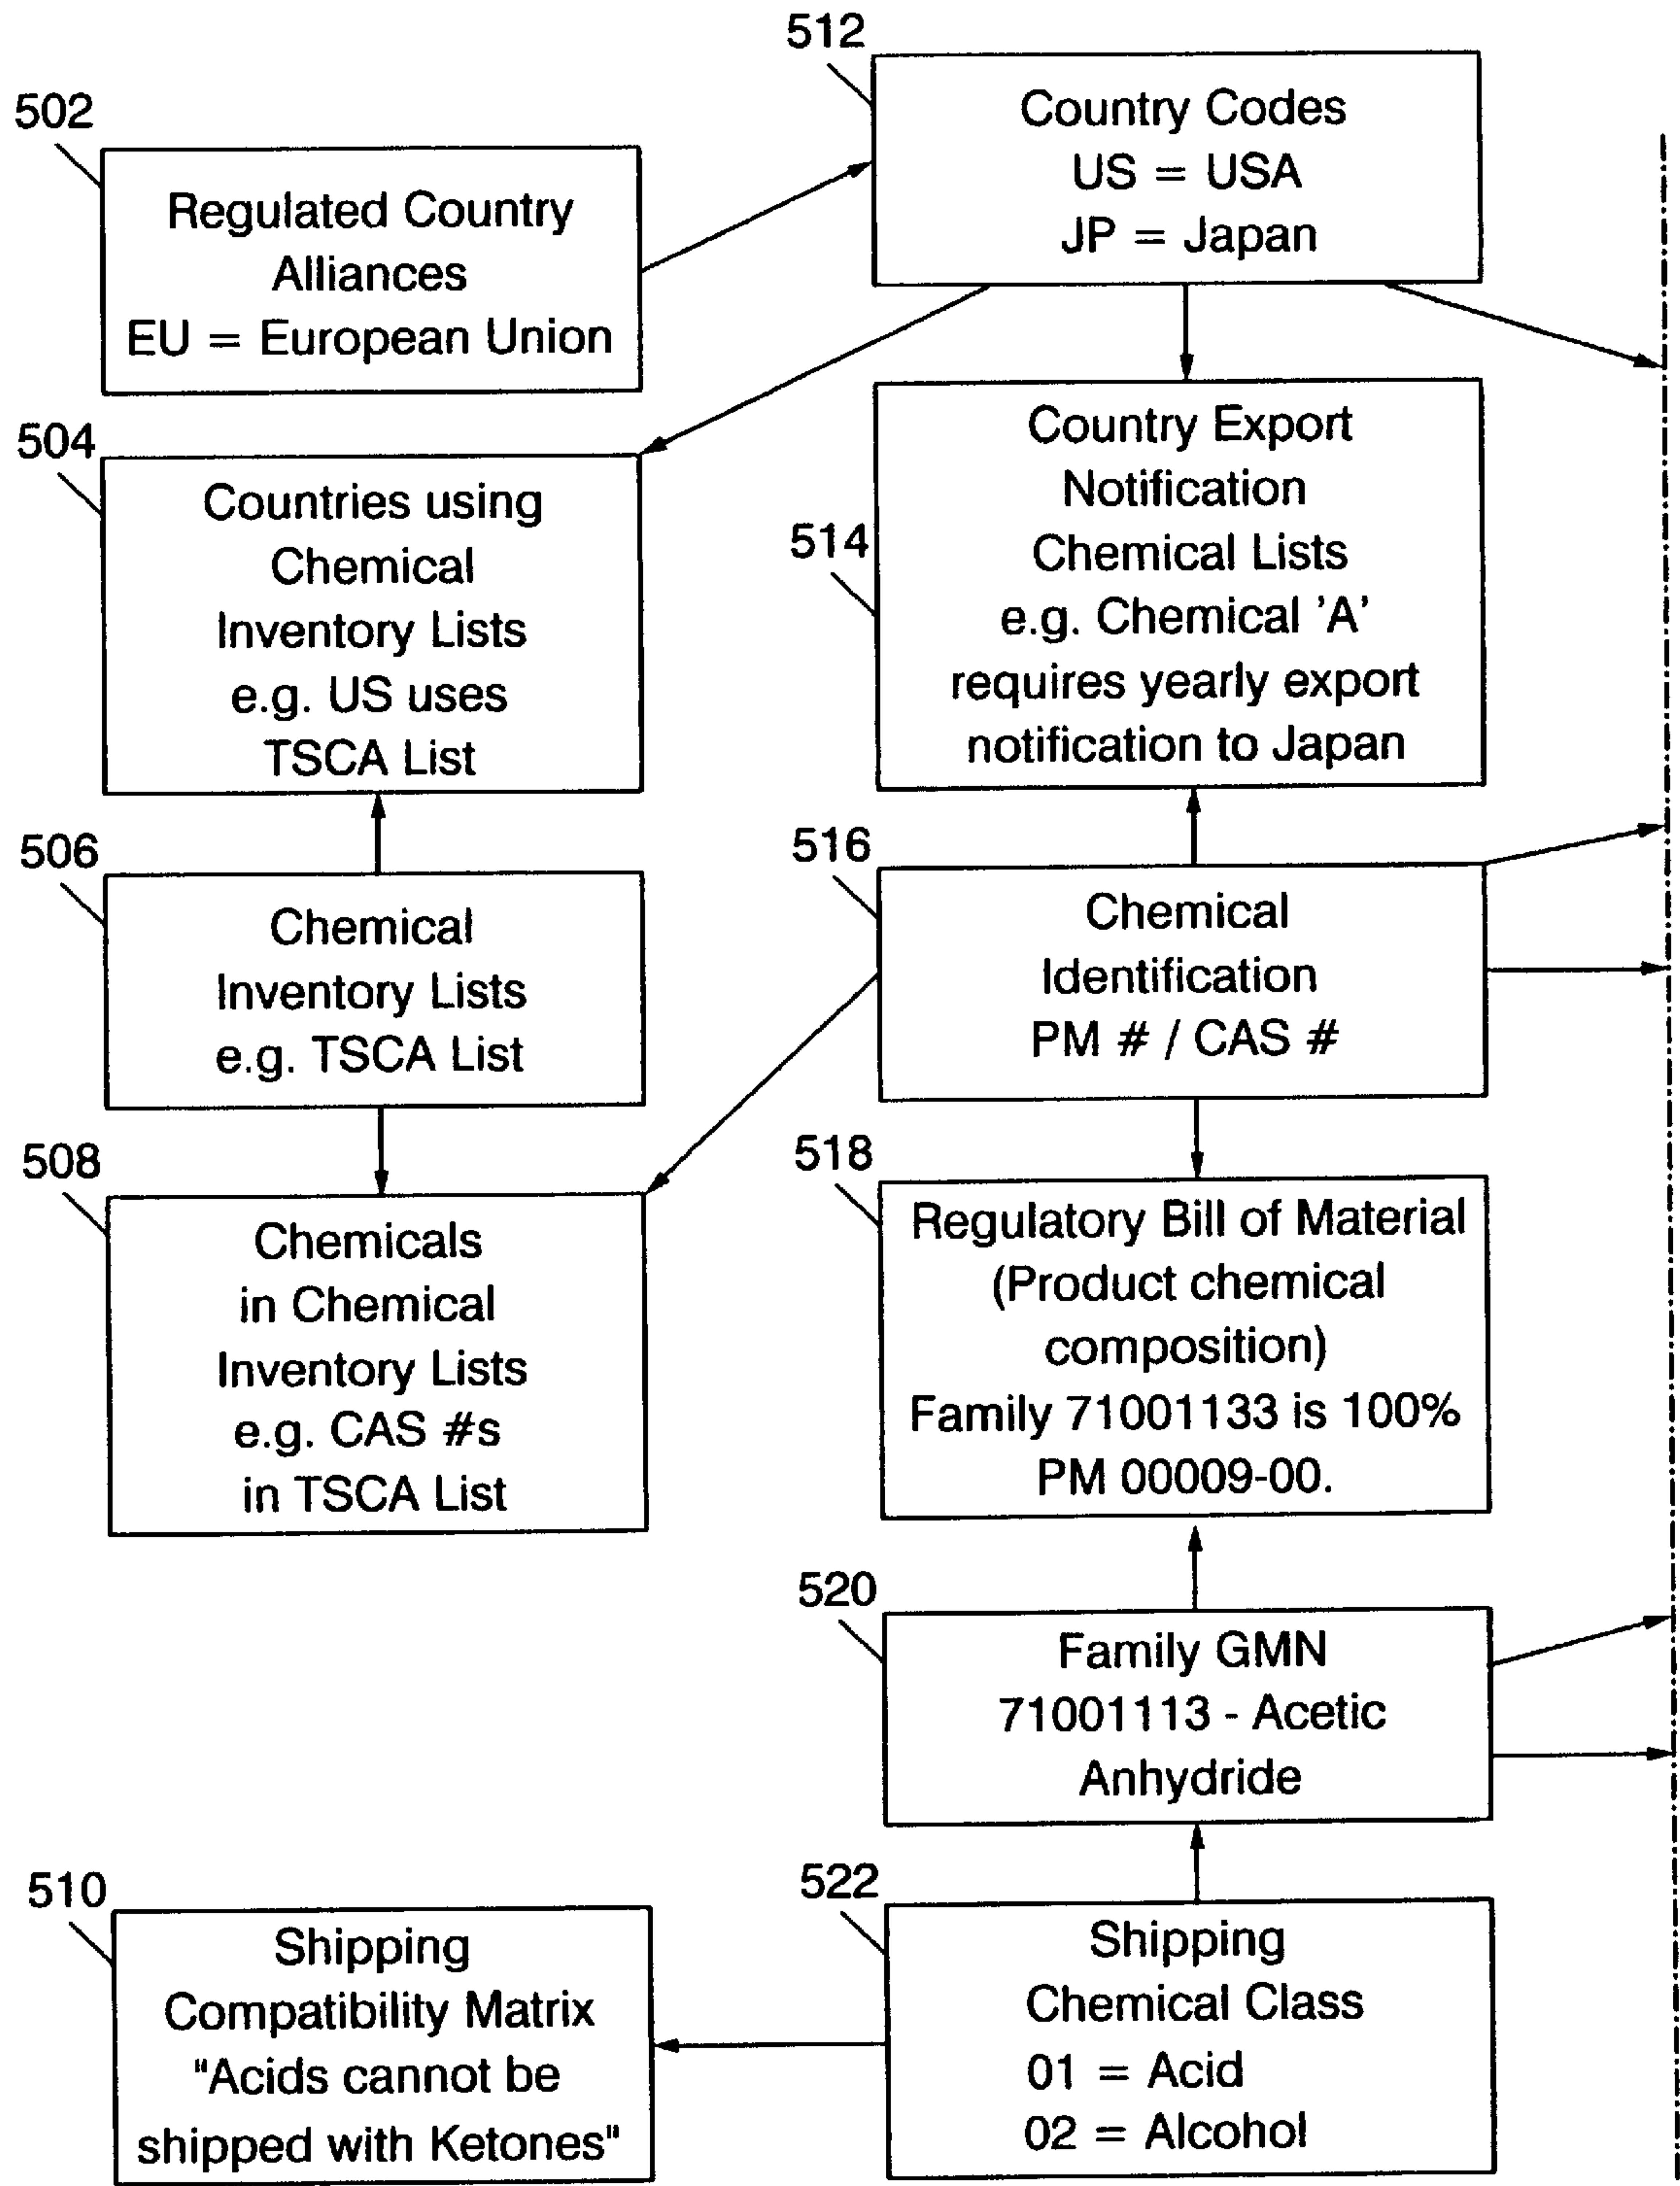 502
Regulated Country
Alliances
EU = European Union
504
Countries using
Chemical
Inventory Lists
e.g. US uses
TSCA List
506
Chemical
Inventory Lists
e.g. TSCA List
508
Chemicals
in Chemical
Inventory Lists
e.g. CAS #s
in TSCA List
510
Shipping
Compatibility Matrix
"Acids cannot be
shipped with Ketones"
512
Country Codes
US = USA
JP = Japan
514
Country Export
Notification
Chemical Lists
e.g. Chemical 'A'
requires yearly export
notification to Japan
516
Chemical
Identification
PM # / CAS #
518
Regulatory Bill of Material
(Product chemical
composition)
Family 71001133 is 100%
PM 00009-00.
520
Family GMN
71001113 - Acetic
Anhydride
522
Shipping
Chemical Class
01 = Acid
02 = Alcohol